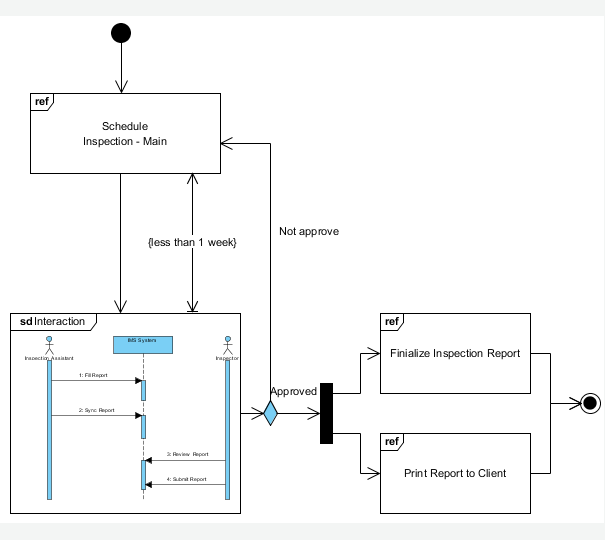 ref
Schedule
Inspection - Main
Not approve
{less than 1 week}
sd Interaction
IMS System
Inspection Assistant
Inspector
1: Fill Report
2: Sync Report
3: Review Report
4: Submit Report
Approved
ref
Finialize Inspection Report
ref
Print Report to Client